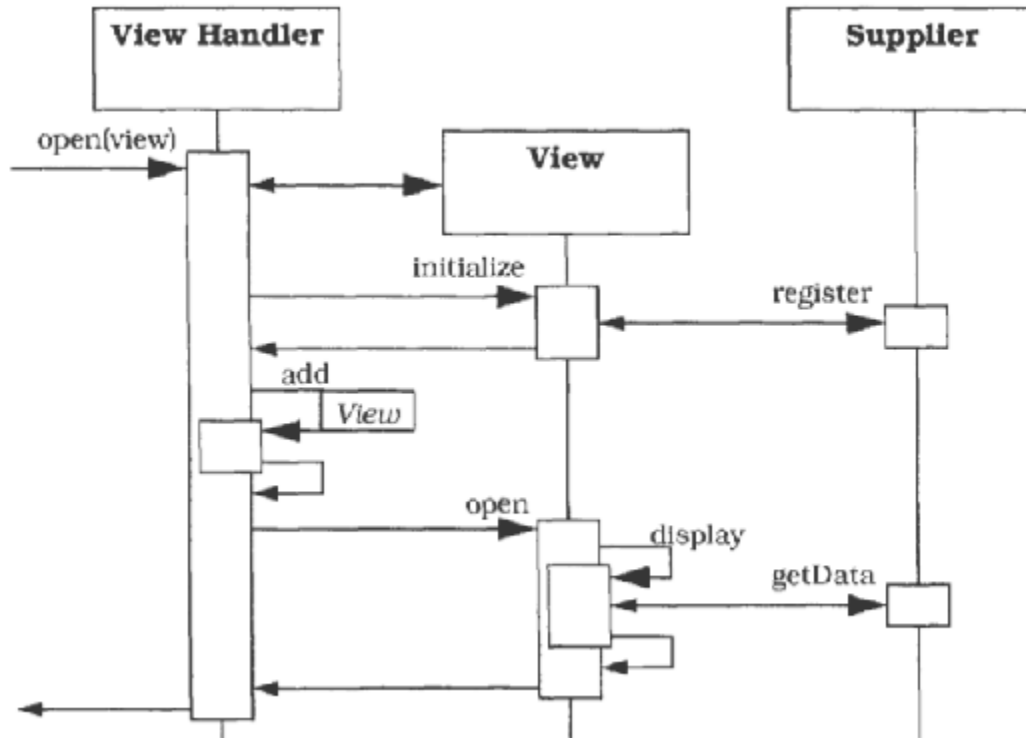 View Handler
Supplier
open(view)
View
initialize
register
add
View
open
display
getData